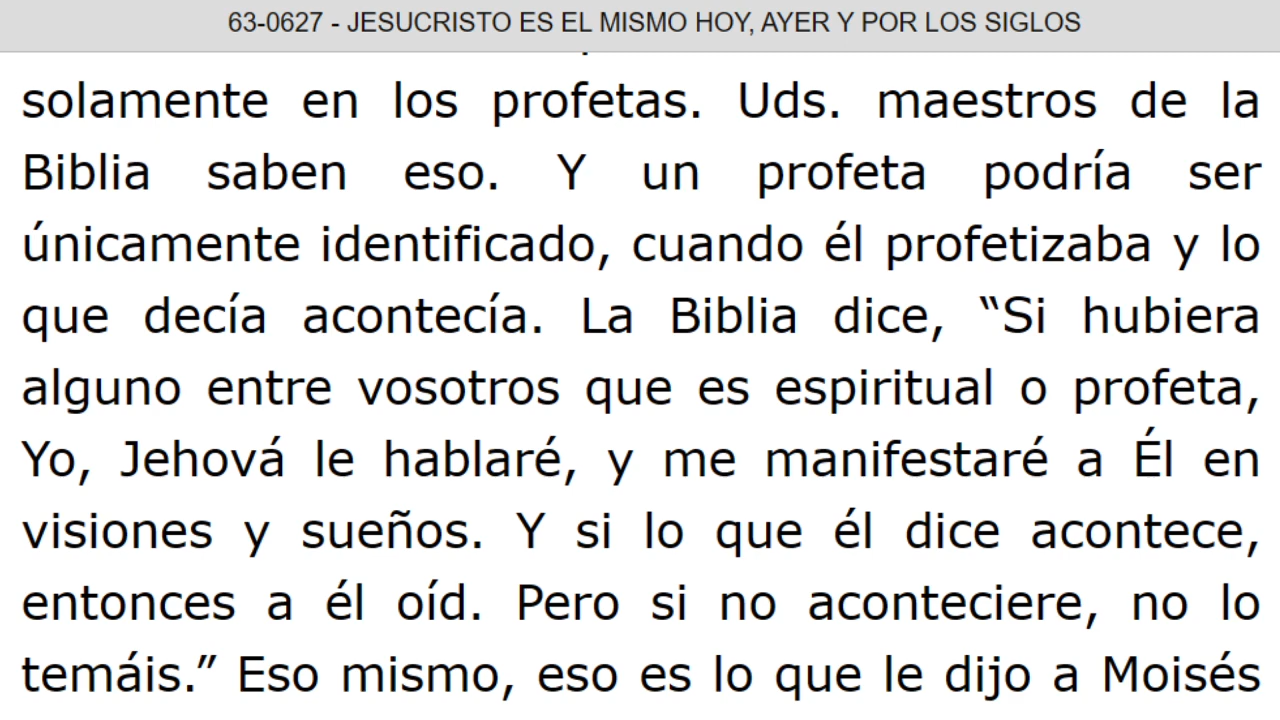 63-0627 - JESUCRISTO ES EL MISMO HOY, AYER Y POR LOS SIGLOS
solamente en los profetas. Uds. maestros de la
Biblia saben eso. Y un profeta podría ser
únicamente identificado, cuando él profetizaba y lo
que decía acontecía. La Biblia dice, “Si hubiera
alguno entre vosotros que es espiritual o profeta,
Yo, Jehová le hablaré, y me manifestaré a Él en
visiones y sueños. Y si lo que él dice acontece,
entonces a él oíd. Pero si no aconteciere, no lo
temáis.” Eso mismo, eso es lo que le dijo a Moisés